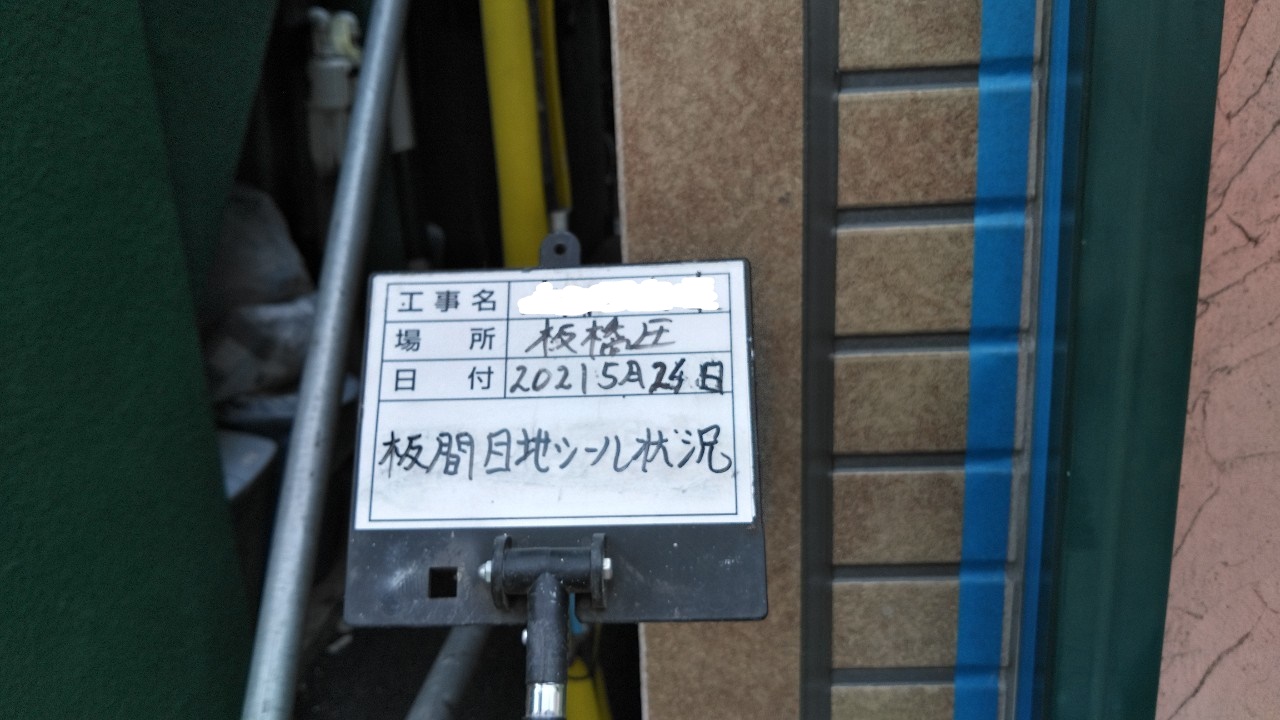 工事名
場所 板橋圧
日付 2021 5月24日
板間目地シール状況